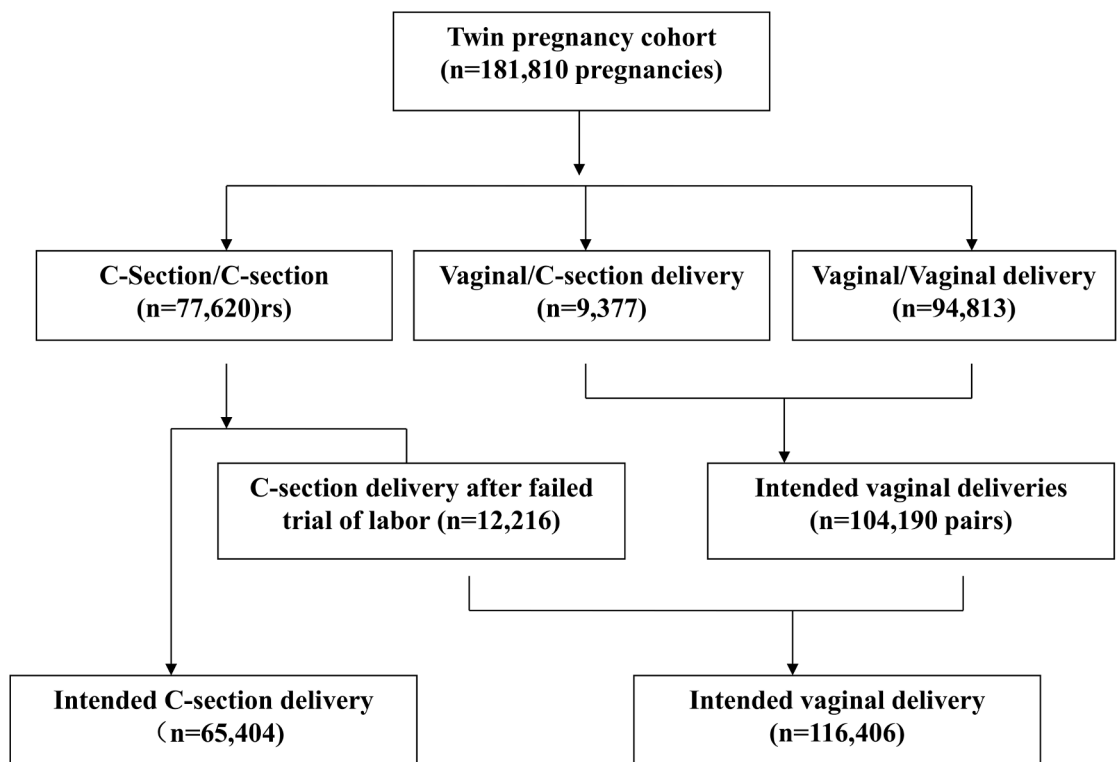 Twin pregnancy cohort
(n=181,810 pregnancies)
C-Section/C-section
(n=77,620)rs)
Vaginal/C-section delivery
(n=9,377)
Vaginal/Vaginal delivery
(n=94,813)
C-section delivery after failed
trial of labor (n=12,216)
Intended vaginal deliveries
(n=104,190 pairs)
Intended C-section delivery
（n=65,404)
Intended vaginal delivery
(n=116,406)